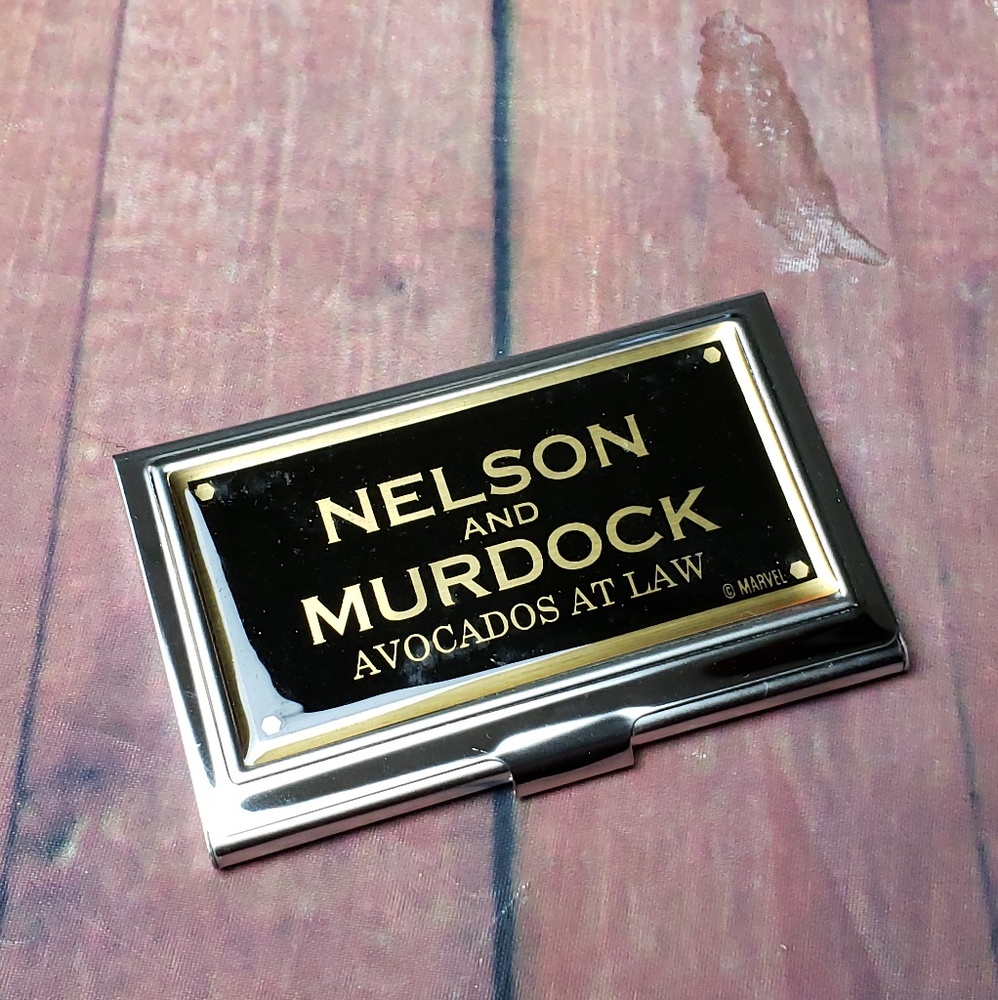 NELSON
AND
MURDOCK
AVOCADOS AT LAW
© MARVEL